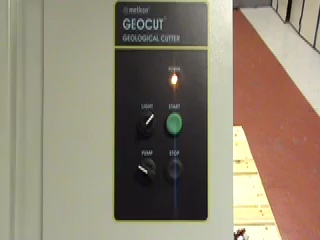 metkon
GEOCUT
GEOLOGICAL CUTTER
POWER
LIGHT START
PUMP STOP